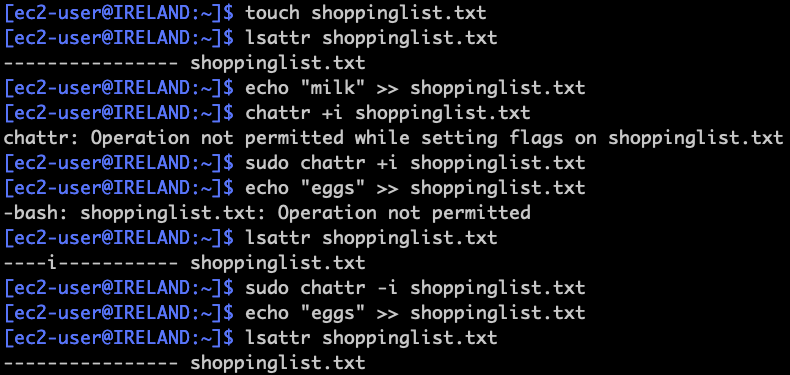 [ec2-user@IRELAND:~]$ touch shoppinglist.txt
[ec2-user@IRELAND:~]$ lsattr shoppinglist.txt
---------------- shoppinglist.txt
[ec2-user@IRELAND:~]$ echo "milk" >> shoppinglist.txt
[ec2-user@IRELAND:~]$ chattr +i shoppinglist.txt
chattr: Operation not permitted while setting flags on shoppinglist.txt
[ec2-user@IRELAND:~]$ sudo chattr +i shoppinglist.txt
[ec2-user@IRELAND:~]$ echo "eggs" >> shoppinglist.txt
-bash: shoppinglist.txt: Operation not permitted
[ec2-user@IRELAND:~]$ lsattr shoppinglist.txt
----i----------- shoppinglist.txt
[ec2-user@IRELAND:~]$ sudo chattr -i shoppinglist.txt
[ec2-user@IRELAND:~]$ echo "eggs" >> shoppinglist.txt
[ec2-user@IRELAND:~]$ lsattr shoppinglist.txt
---------------- shoppinglist.txt